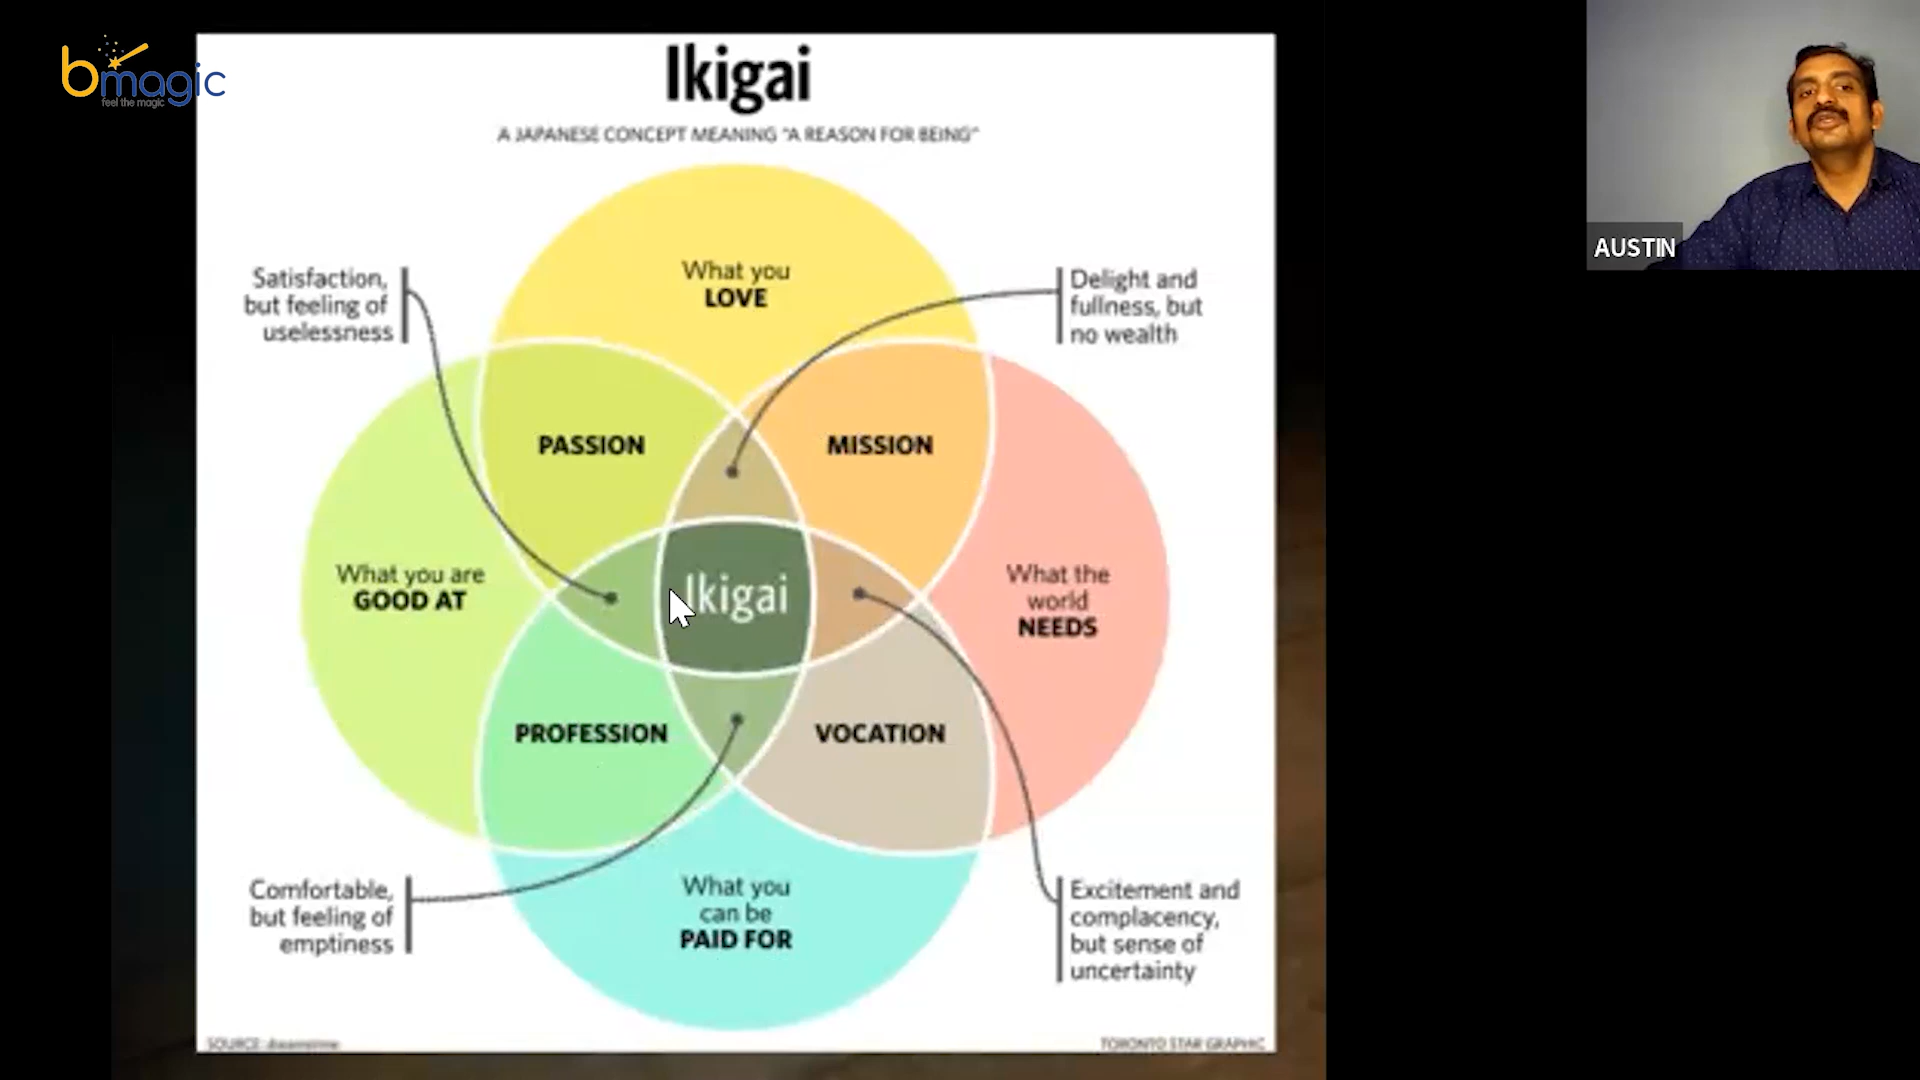 bmagic
feel the magic
Ikigai
A JAPANESE CONCEPT MEANING "A REASON FOR BEING"
What you
LOVE
Satisfaction,
but feeling of
uselessness
Delight and
fullness, but
no wealth
PASSION
MISSION
What you are
GOOD AT
Ikigai
What the
world
NEEDS
PROFESSION
VOCATION
What you
can be
PAID FOR
Comfortable,
but feeling of
emptiness
Excitement and
complacency,
but sense of
uncertainty
SOURCE: dreamstime
TORONTO STAR GRAPHIC
AUSTIN